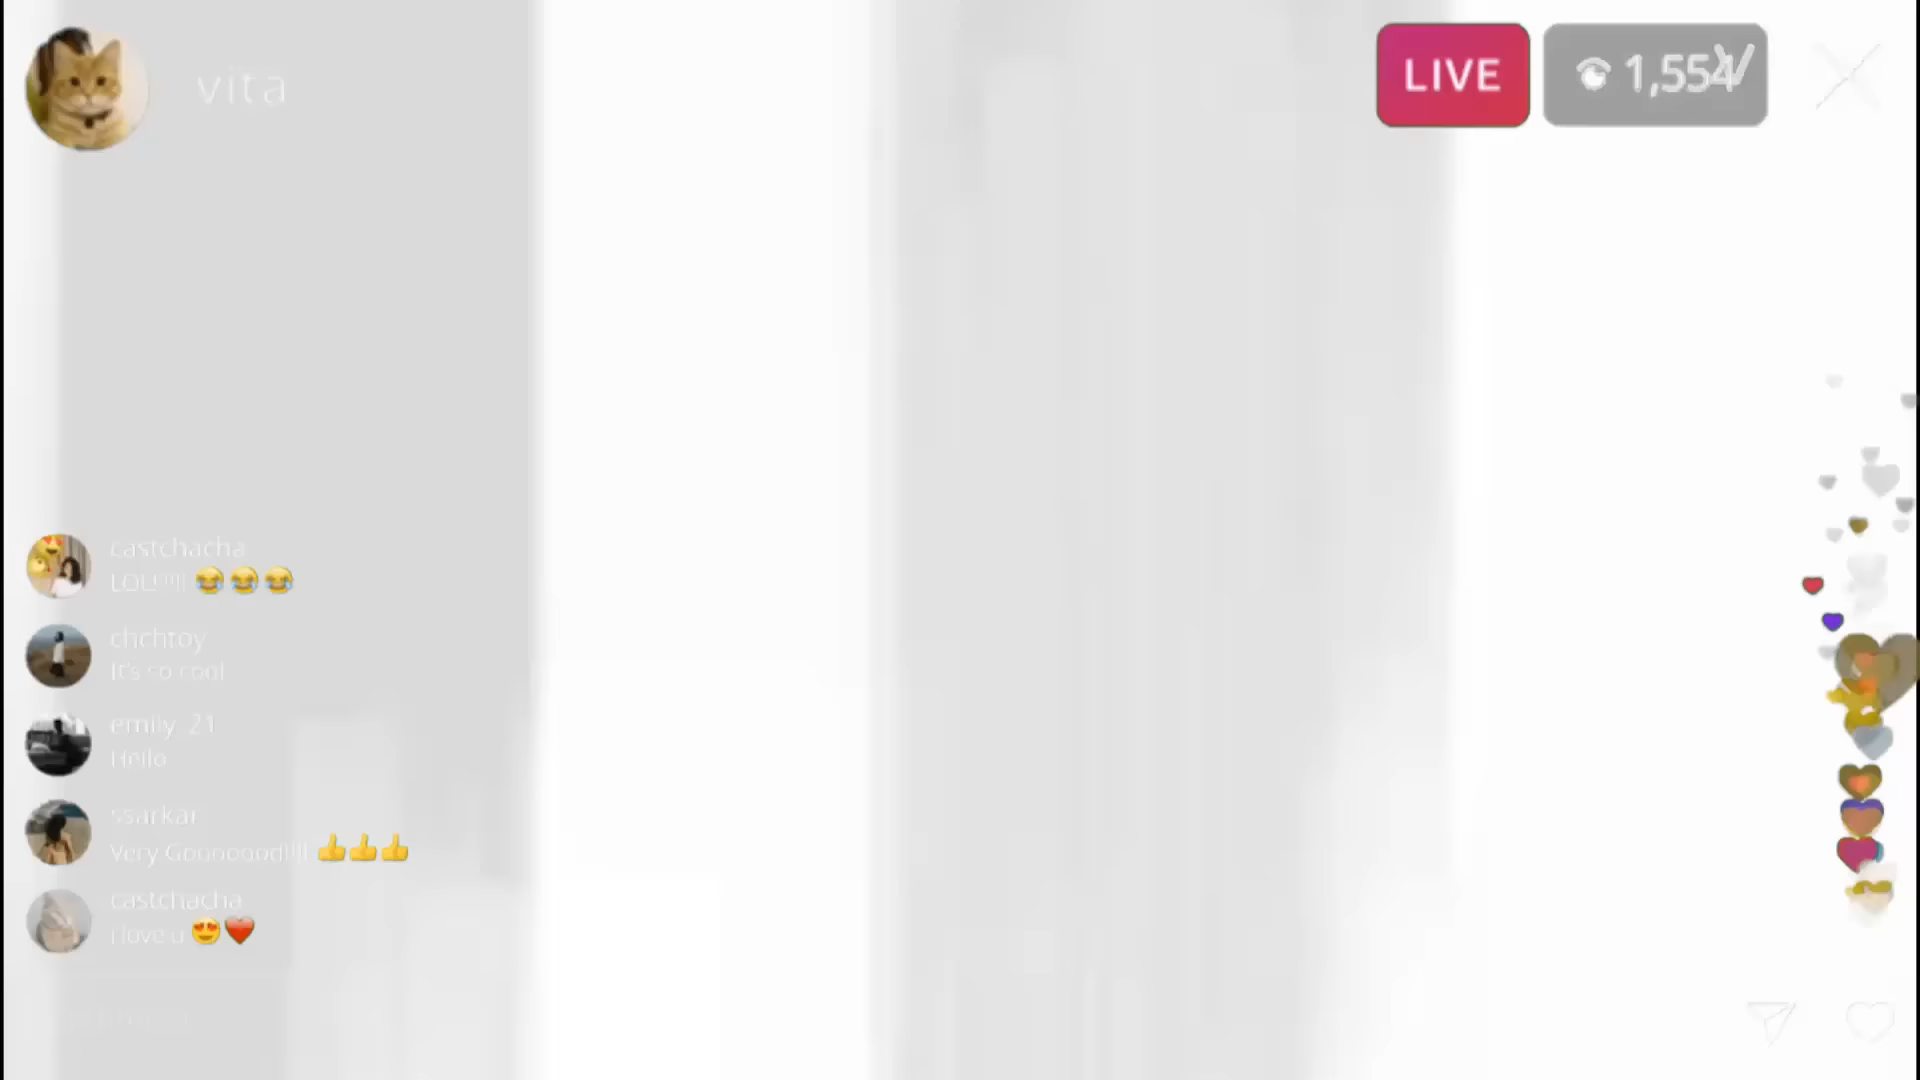 vita
LIVE
1,554
castchacha
LOL!!!!! 😂😂😂
chchtoy
It's so cool
emily_21
Hello
ssarkar
Very Gooooood!!!! 👍👍👍
castchacha
i love u 😍❤️